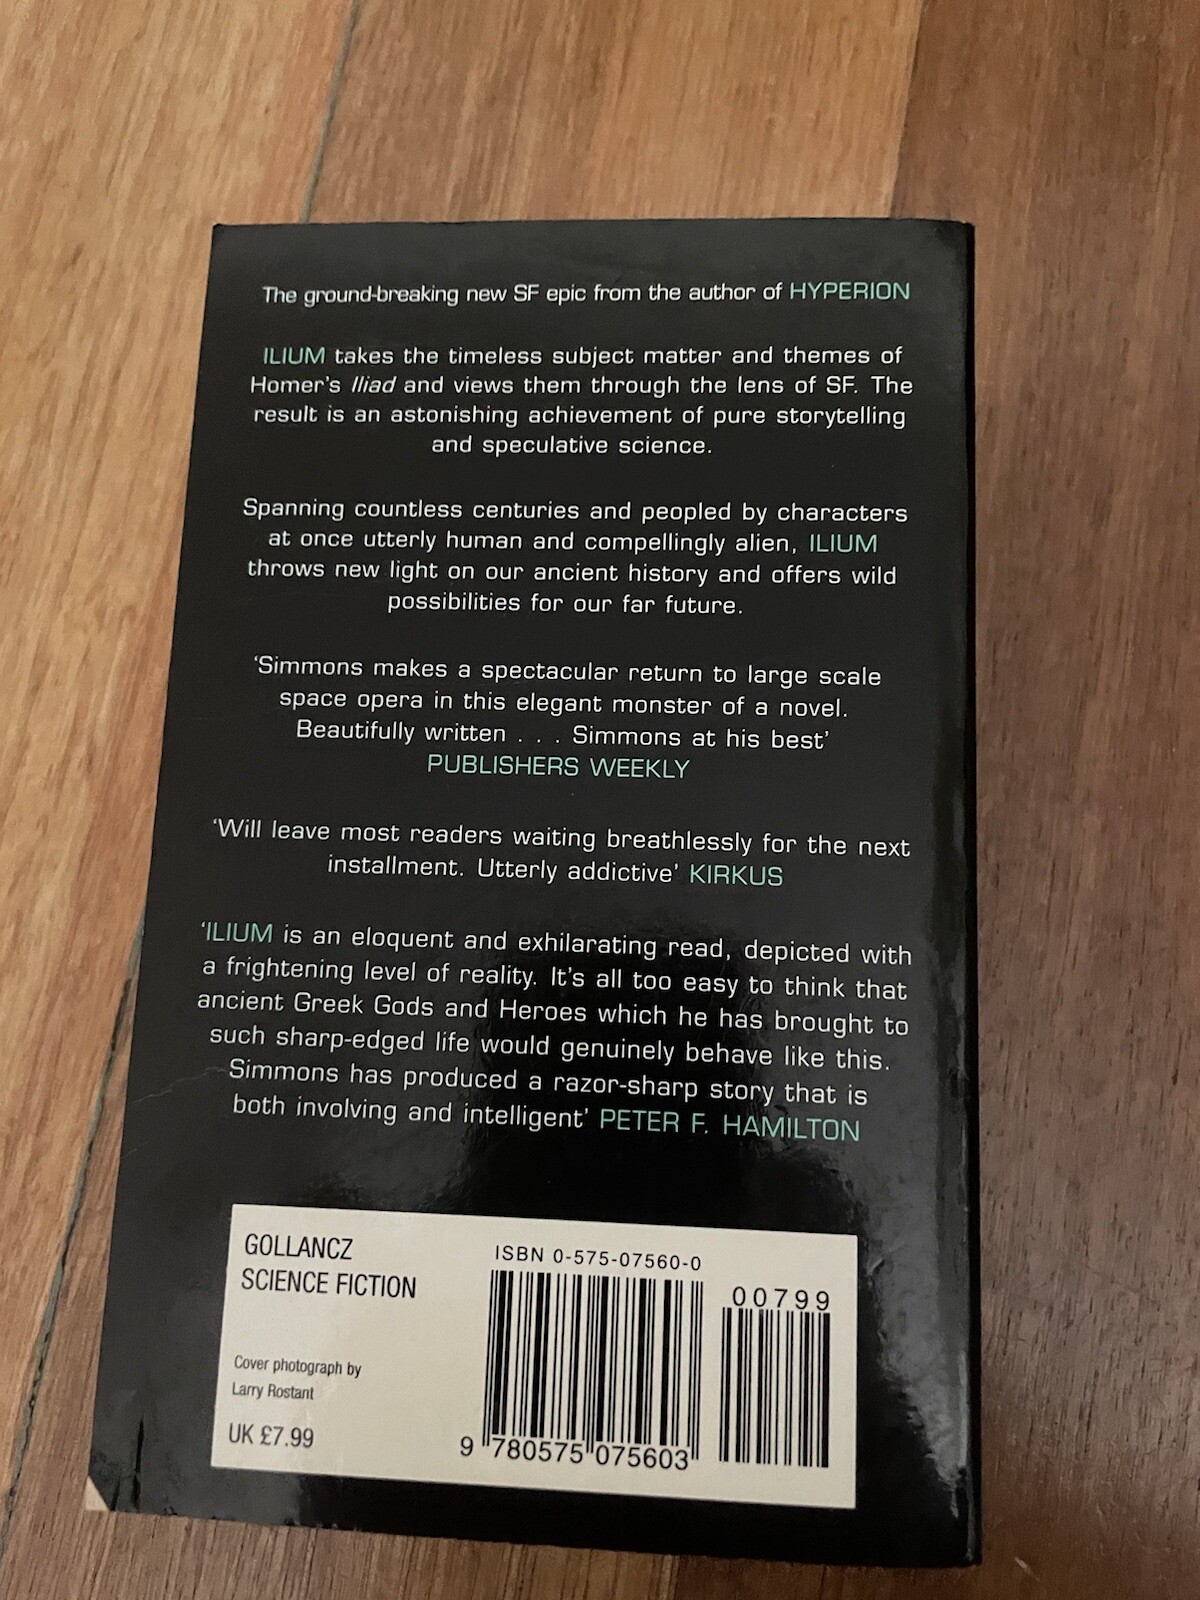 The ground-breaking new SF epic from the author of HYPERION
ILIUM takes the timeless subject matter and themes of
Homer's Iliad and views them through the lens of SF. The
result is an astonishing achievement of pure storytelling
and speculative science.
Spanning countless centuries and peopled by characters
at once utterly human and compellingly alien, ILIUM
throws new light on our ancient history and offers wild
possibilities for our far future.
‘Simmons makes a spectacular return to large scale
space opera in this elegant monster of a novel.
Beautifully written . . . Simmons at his best’
PUBLISHERS WEEKLY
‘Will leave most readers waiting breathlessly for the next
installment. Utterly addictive’ KIRKUS
‘ILIUM is an eloquent and exhilarating read, depicted with
a frightening level of reality. It's all too easy to think that
ancient Greek Gods and Heroes which he has brought to
such sharp-edged life would genuinely behave like this.
Simmons has produced a razor-sharp story that is
both involving and intelligent’ PETER F. HAMILTON
GOLLANCZ
SCIENCE FICTION
Cover photograph by
Larry Rostant
UK £7.99
ISBN 0-575-07560-0
00799
9 780575 075603